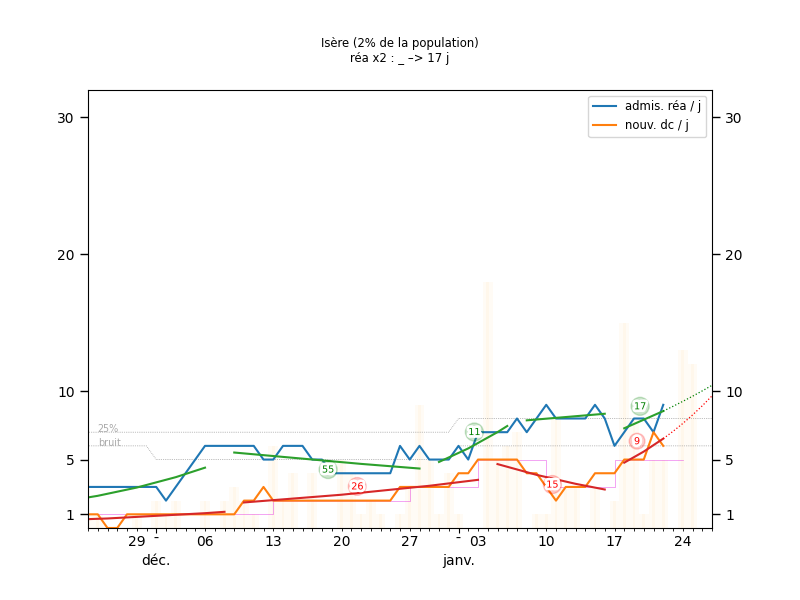 Isère (2% de la population)
réa x2 : _ –> 17 j
admis. réa / j
nouv. dc / j
30 30
20 20
10 10
17
25%
11
bruit
9
5 5
55
26
15
1 1
29 - 06 13 20 27 - 03 10 17 24
déc. janv.